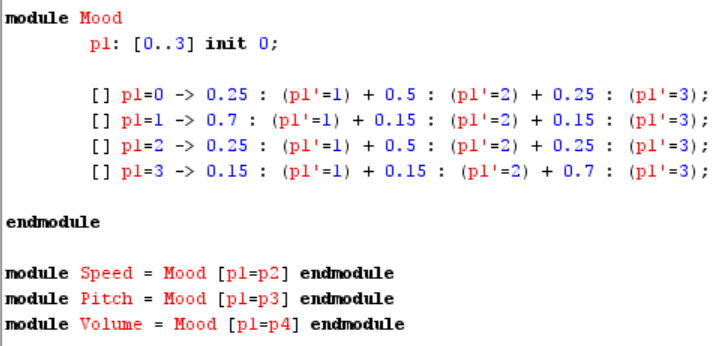 module Mood
p1: [0..3] init 0;
[] p1=0 -> 0.25 : (p1'=1) + 0.5 : (p1'=2) + 0.25 : (p1'=3);
[] p1=1 -> 0.7 : (p1'=1) + 0.15 : (p1'=2) + 0.15 : (p1'=3);
[] p1=2 -> 0.25 : (p1'=1) + 0.5 : (p1'=2) + 0.25 : (p1'=3);
[] p1=3 -> 0.15 : (p1'=1) + 0.15 : (p1'=2) + 0.7 : (p1'=3);
endmodule
module Speed = Mood [p1=p2] endmodule
module Pitch = Mood [p1=p3] endmodule
module Volume = Mood [p1=p4] endmodule